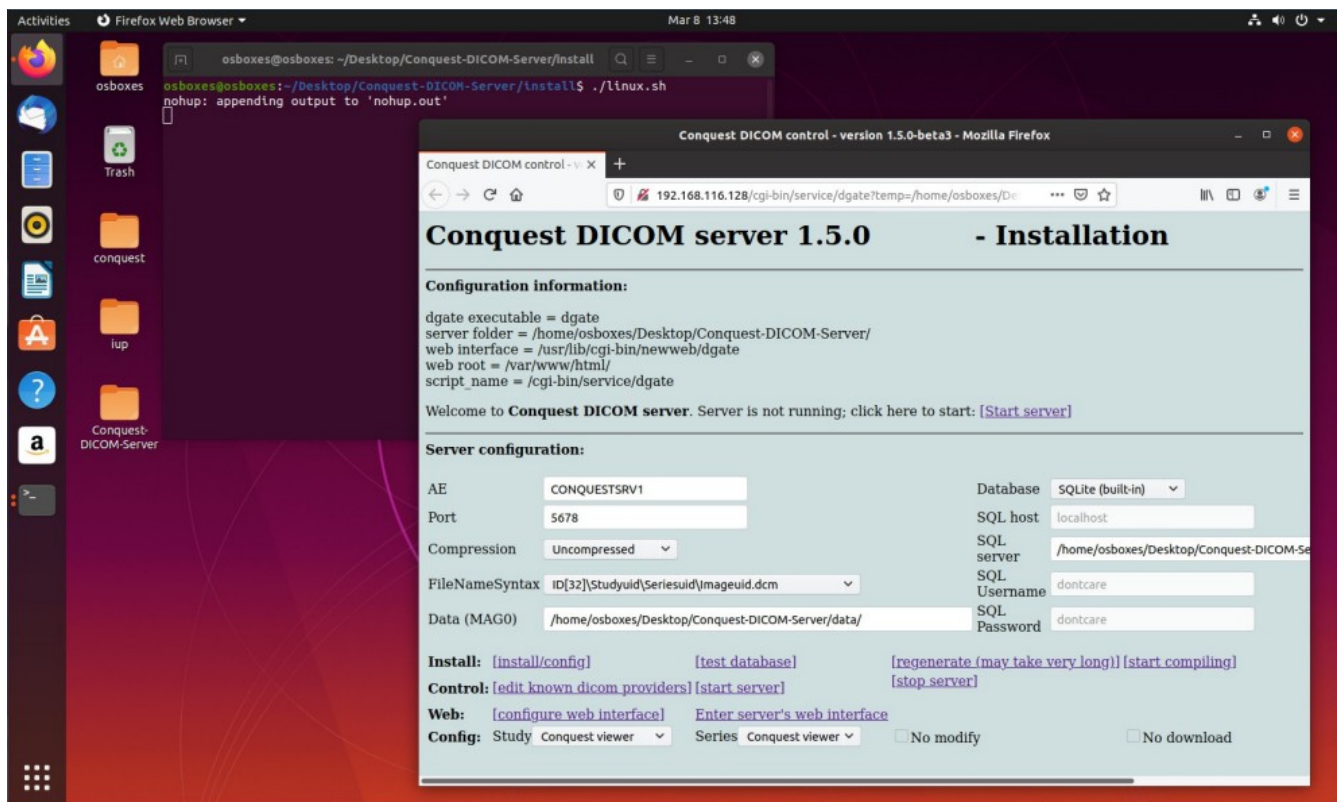 Activities
Firefox Web Browser
Mar 8 13:48
osboxes
Trash
conquest
iup
Conquest-
DICOM-Server
osboxes@osboxes: ~/Desktop/Conquest-DICOM-Server/install
osboxes@osboxes:~/Desktop/Conquest-DICOM-Server/install$ ./linux.sh
nohup: appending output to 'nohup.out'
Conquest DICOM control - version 1.5.0-beta3 - Mozilla Firefox
Conquest DICOM control - v
192.168.116.128/cgi-bin/service/dgate?temp=/home/osboxes/De
Conquest DICOM server 1.5.0 - Installation
Configuration information:
dgate executable = dgate
server folder = /home/osboxes/Desktop/Conquest-DICOM-Server/
web interface = /usr/lib/cgi-bin/newweb/dgate
web root = /var/www/html/
script_name = /cgi-bin/service/dgate
Welcome to Conquest DICOM server. Server is not running; click here to start: [Start server]
Server configuration:
AE CONQUESTSRV1 Database SQLite (built-in)
Port 5678 SQL host localhost
Compression Uncompressed SQL server /home/osboxes/Desktop/Conquest-DICOM-Se
FileNameSyntax ID[32]\Studyuid\Seriesuid\Imageuid.dcm SQL Username dontcare
Data (MAG0) /home/osboxes/Desktop/Conquest-DICOM-Server/data/ SQL Password dontcare
Install: [install/config] [test database] [regenerate (may take very long)] [start compiling]
Control: [edit known dicom providers] [start server] [stop server]
Web: [configure web interface] Enter server's web interface
Config: Study Conquest viewer Series Conquest viewer No modify No download